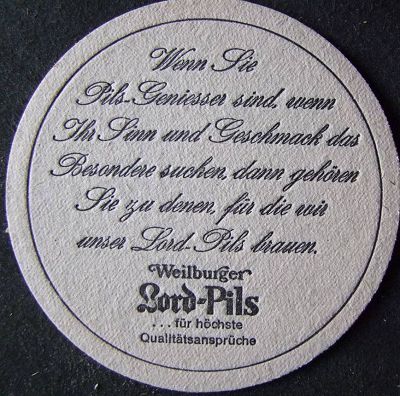 Wenn Sie
Pils-Geniesser sind, wenn
Ihr Sinn und Geschmack das
Besondere suchen, dann gehören
Sie zu denen, für die wir
unser Lord-Pils brauen.
Weilburger
Lord-Pils
... für höchste
Qualitätsansprüche